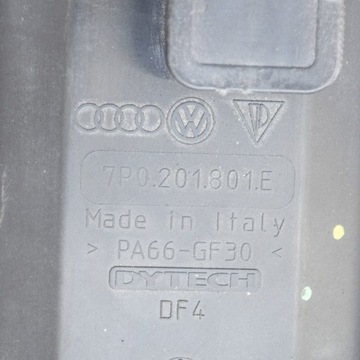 7P0.201.801.E
Made in Italy
> PA66-GF30 <
DYTECH
DF4